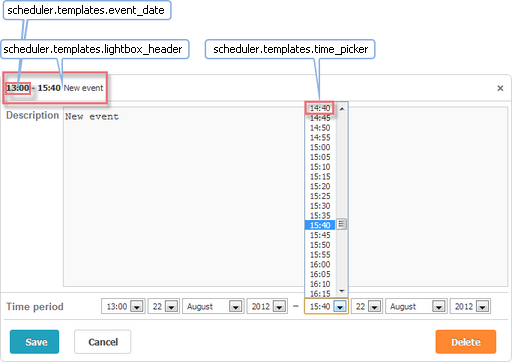 scheduler.templates.event_date
scheduler.templates.lightbox_header
scheduler.templates.time_picker
13:00 - 15:40 New event
×
Description
New event
14:40
14:45
14:50
14:55
15:00
15:05
15:10
15:15
15:20
15:25
15:30
15:35
15:40
15:45
15:50
15:55
16:00
16:05
16:10
16:15
Time period 13:00 22 August 2012 – 15:40 22 August 2012
Save Cancel Delete